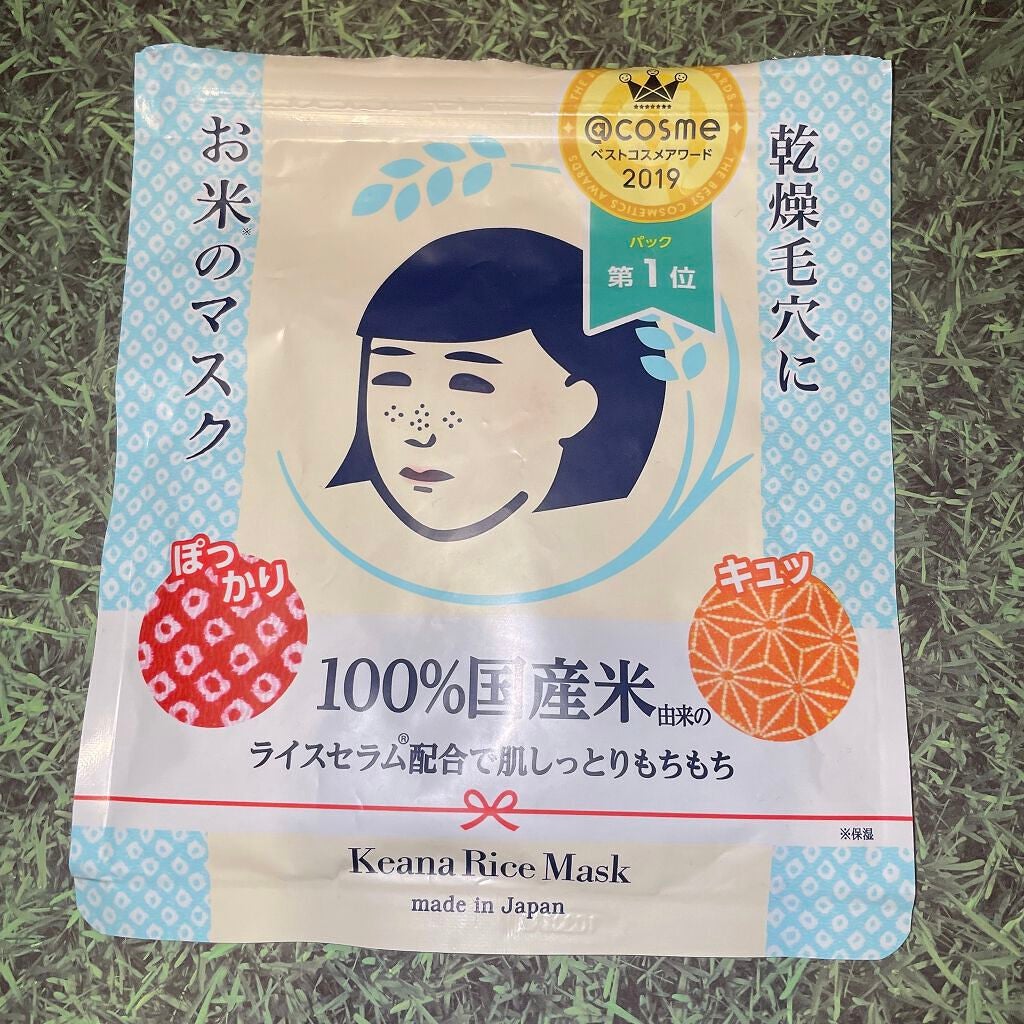 乾燥毛穴に
お米※のマスク
@cosme
ベストコスメアワード
2019
THE BEST COSMETICS AWARDS
パック
第1位
ぽっかり
キュッ
100%国産米由来の
ライスセラム®配合で肌しっとりもちもち
※保湿
Keana Rice Mask
made in Japan